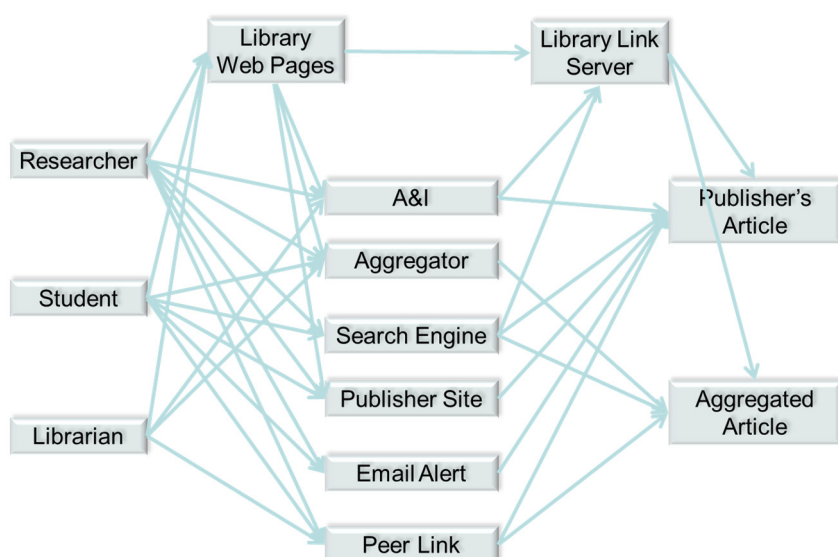 Library
Web Pages
Library Link
Server
Researcher
A&I
Publisher's
Article
Aggregator
Student
Search Engine
Publisher Site
Aggregated
Article
Librarian
Email Alert
Peer Link